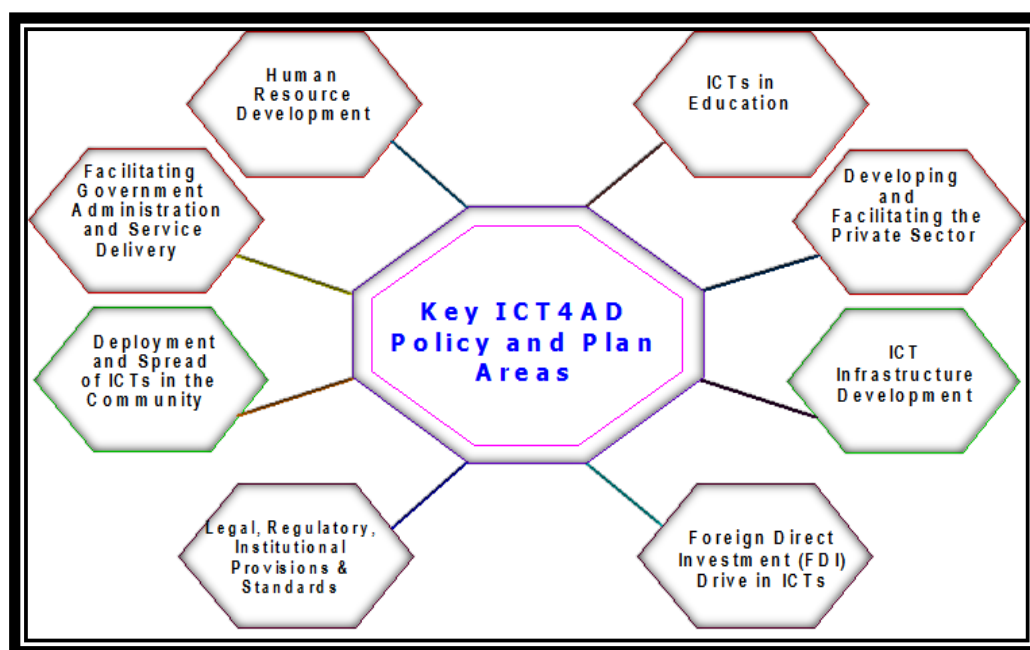 Human
Resource
Development
ICTs in
Education
Facilitating
Government
Administration
and Service
Delivery
Developing
and
Facilitating the
Private Sector
Key ICT4AD
Policy and Plan
Areas
Deployment
and Spread
of ICTs in the
Community
ICT
Infrastructure
Development
Legal, Regulatory,
Institutional
Provisions &
Standards
Foreign Direct
Investment (FDI)
Drive in ICTs